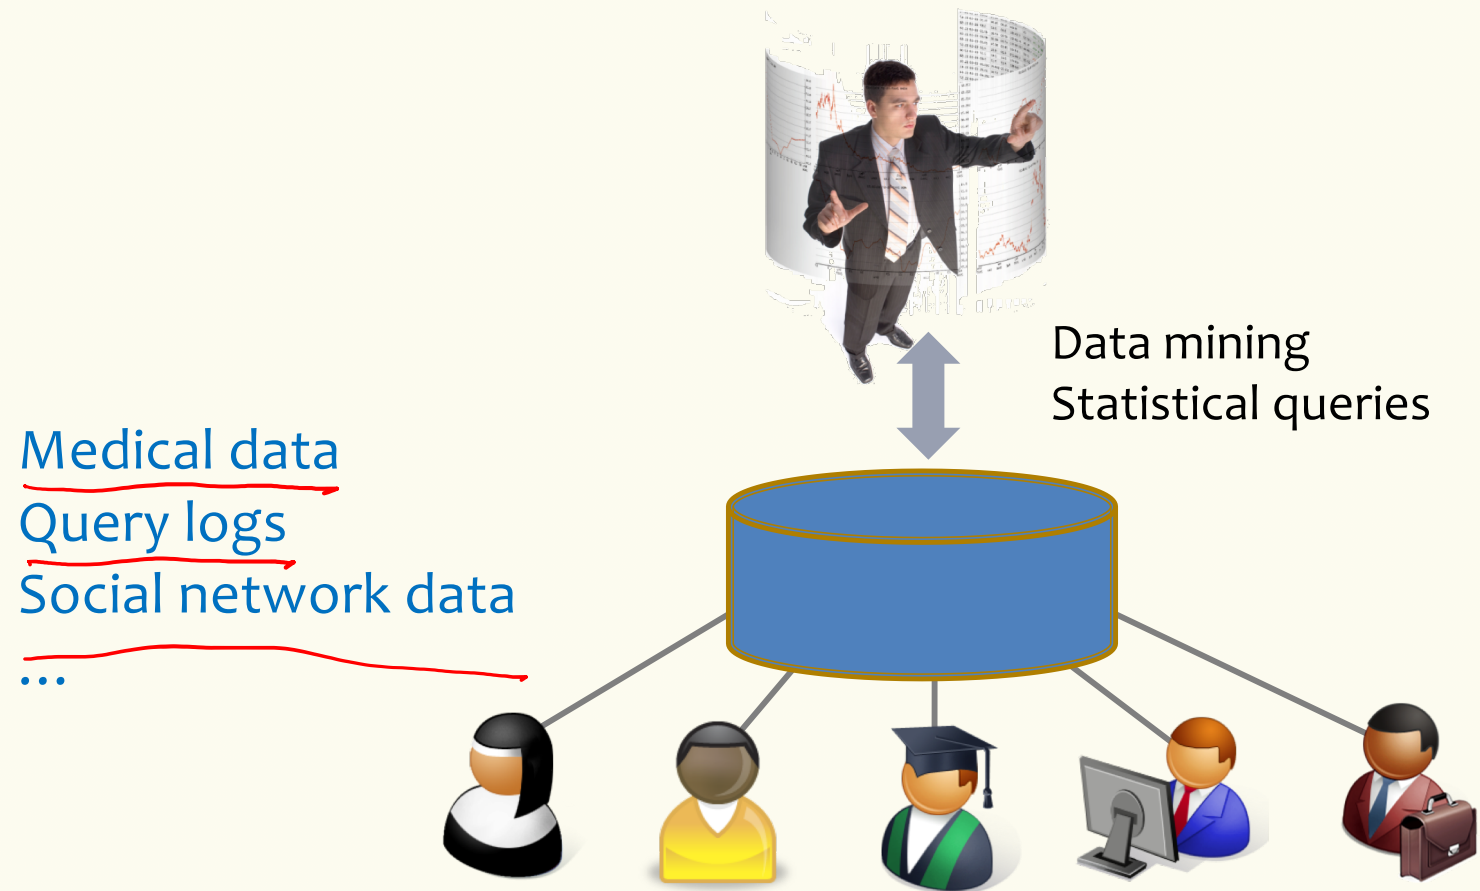 Data mining
Statistical queries
Medical data
Query logs
Social network data
...